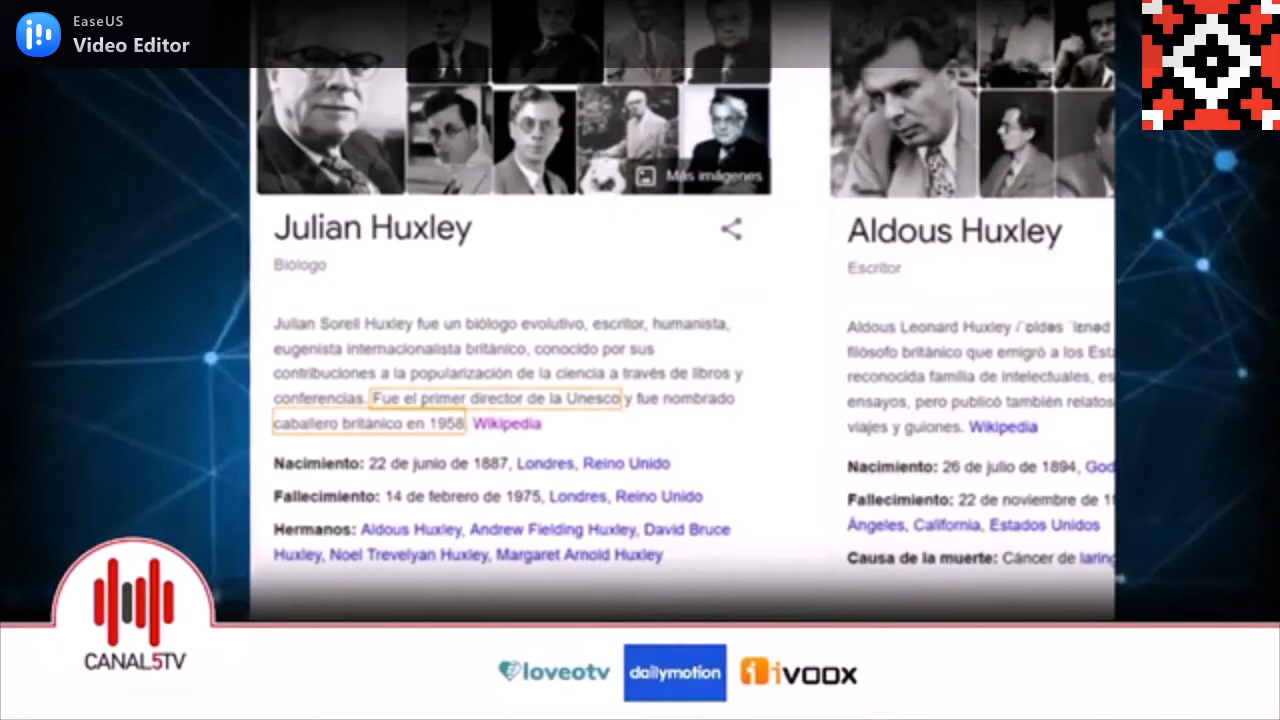 EaseUS
Video Editor
Más imágenes
Julian Huxley
Biólogo
Julian Sorell Huxley fue un biólogo evolutivo, escritor, humanista,
eugenista internacionalista británico, conocido por sus
contribuciones a la popularización de la ciencia a través de libros y
conferencias. Fue el primer director de la Unesco y fue nombrado
caballero británico en 1958. Wikipedia
Nacimiento: 22 de junio de 1887, Londres, Reino Unido
Fallecimiento: 14 de febrero de 1975, Londres, Reino Unido
Hermanos: Aldous Huxley, Andrew Fielding Huxley, David Bruce
Huxley, Noel Trevelyan Huxley, Margaret Arnold Huxley
Aldous Huxley
Escritor
Aldous Leonard Huxley
filósofo británico que emigró a los
reconocida familia de intelectuales,
ensayos, pero publicó también relatos
viajes y guiones. Wikipedia
Nacimiento: 26 de julio de 1894,
Fallecimiento: 22 de noviembre de
Ángeles, California, Estados Unidos
Causa de la muerte: Cáncer de
CANAL5TV
loveotv
dailymotion
iVOOX